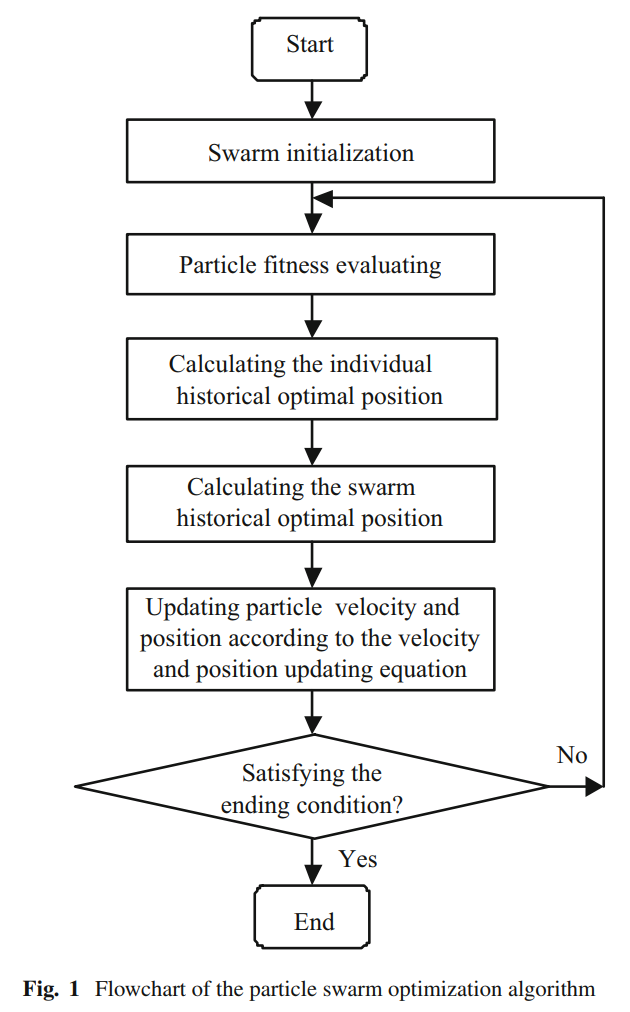 Start
Swarm initialization
Particle fitness evaluating
Calculating the individual
historical optimal position
Calculating the swarm
historical optimal position
Updating particle velocity and
position according to the velocity
and position updating equation
Satisfying the
ending condition?
No
Yes
End
Fig. 1 Flowchart of the particle swarm optimization algorithm